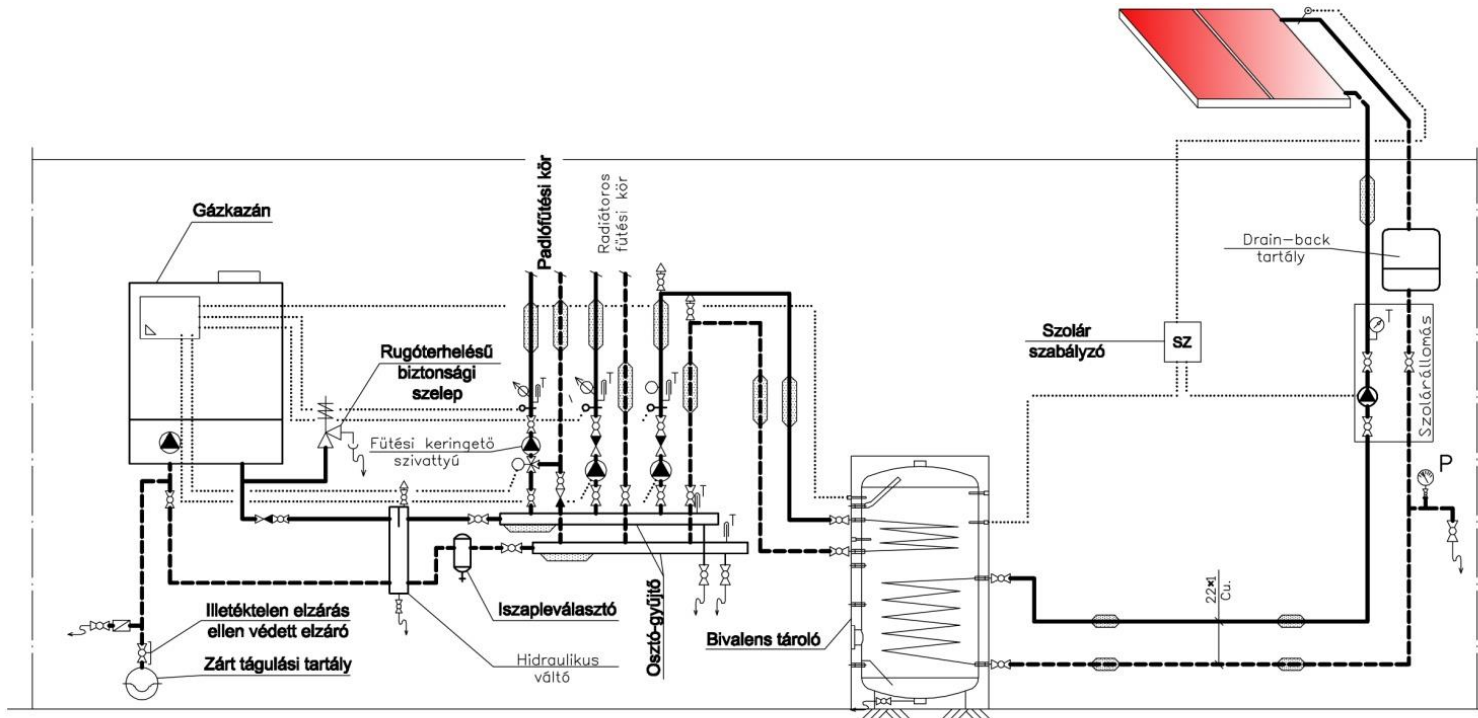 Gázkazán
Padlófűtési kör
Radiátoros
fűtési kör
Rugóterhelésű
biztonsági
szelep
Fűtési keringető
szivattyú
T
T
T
T
T
Drain-back
tartály
Szolár
szabályzó
SZ
T
Szolárállomás
P
22×1
Cu.
Illetéktelen elzárás
ellen védett elzáró
Zárt tágulási tartály
Hidraulikus
váltó
Iszapleválasztó
Osztó-gyűjtő
Bivalens tároló